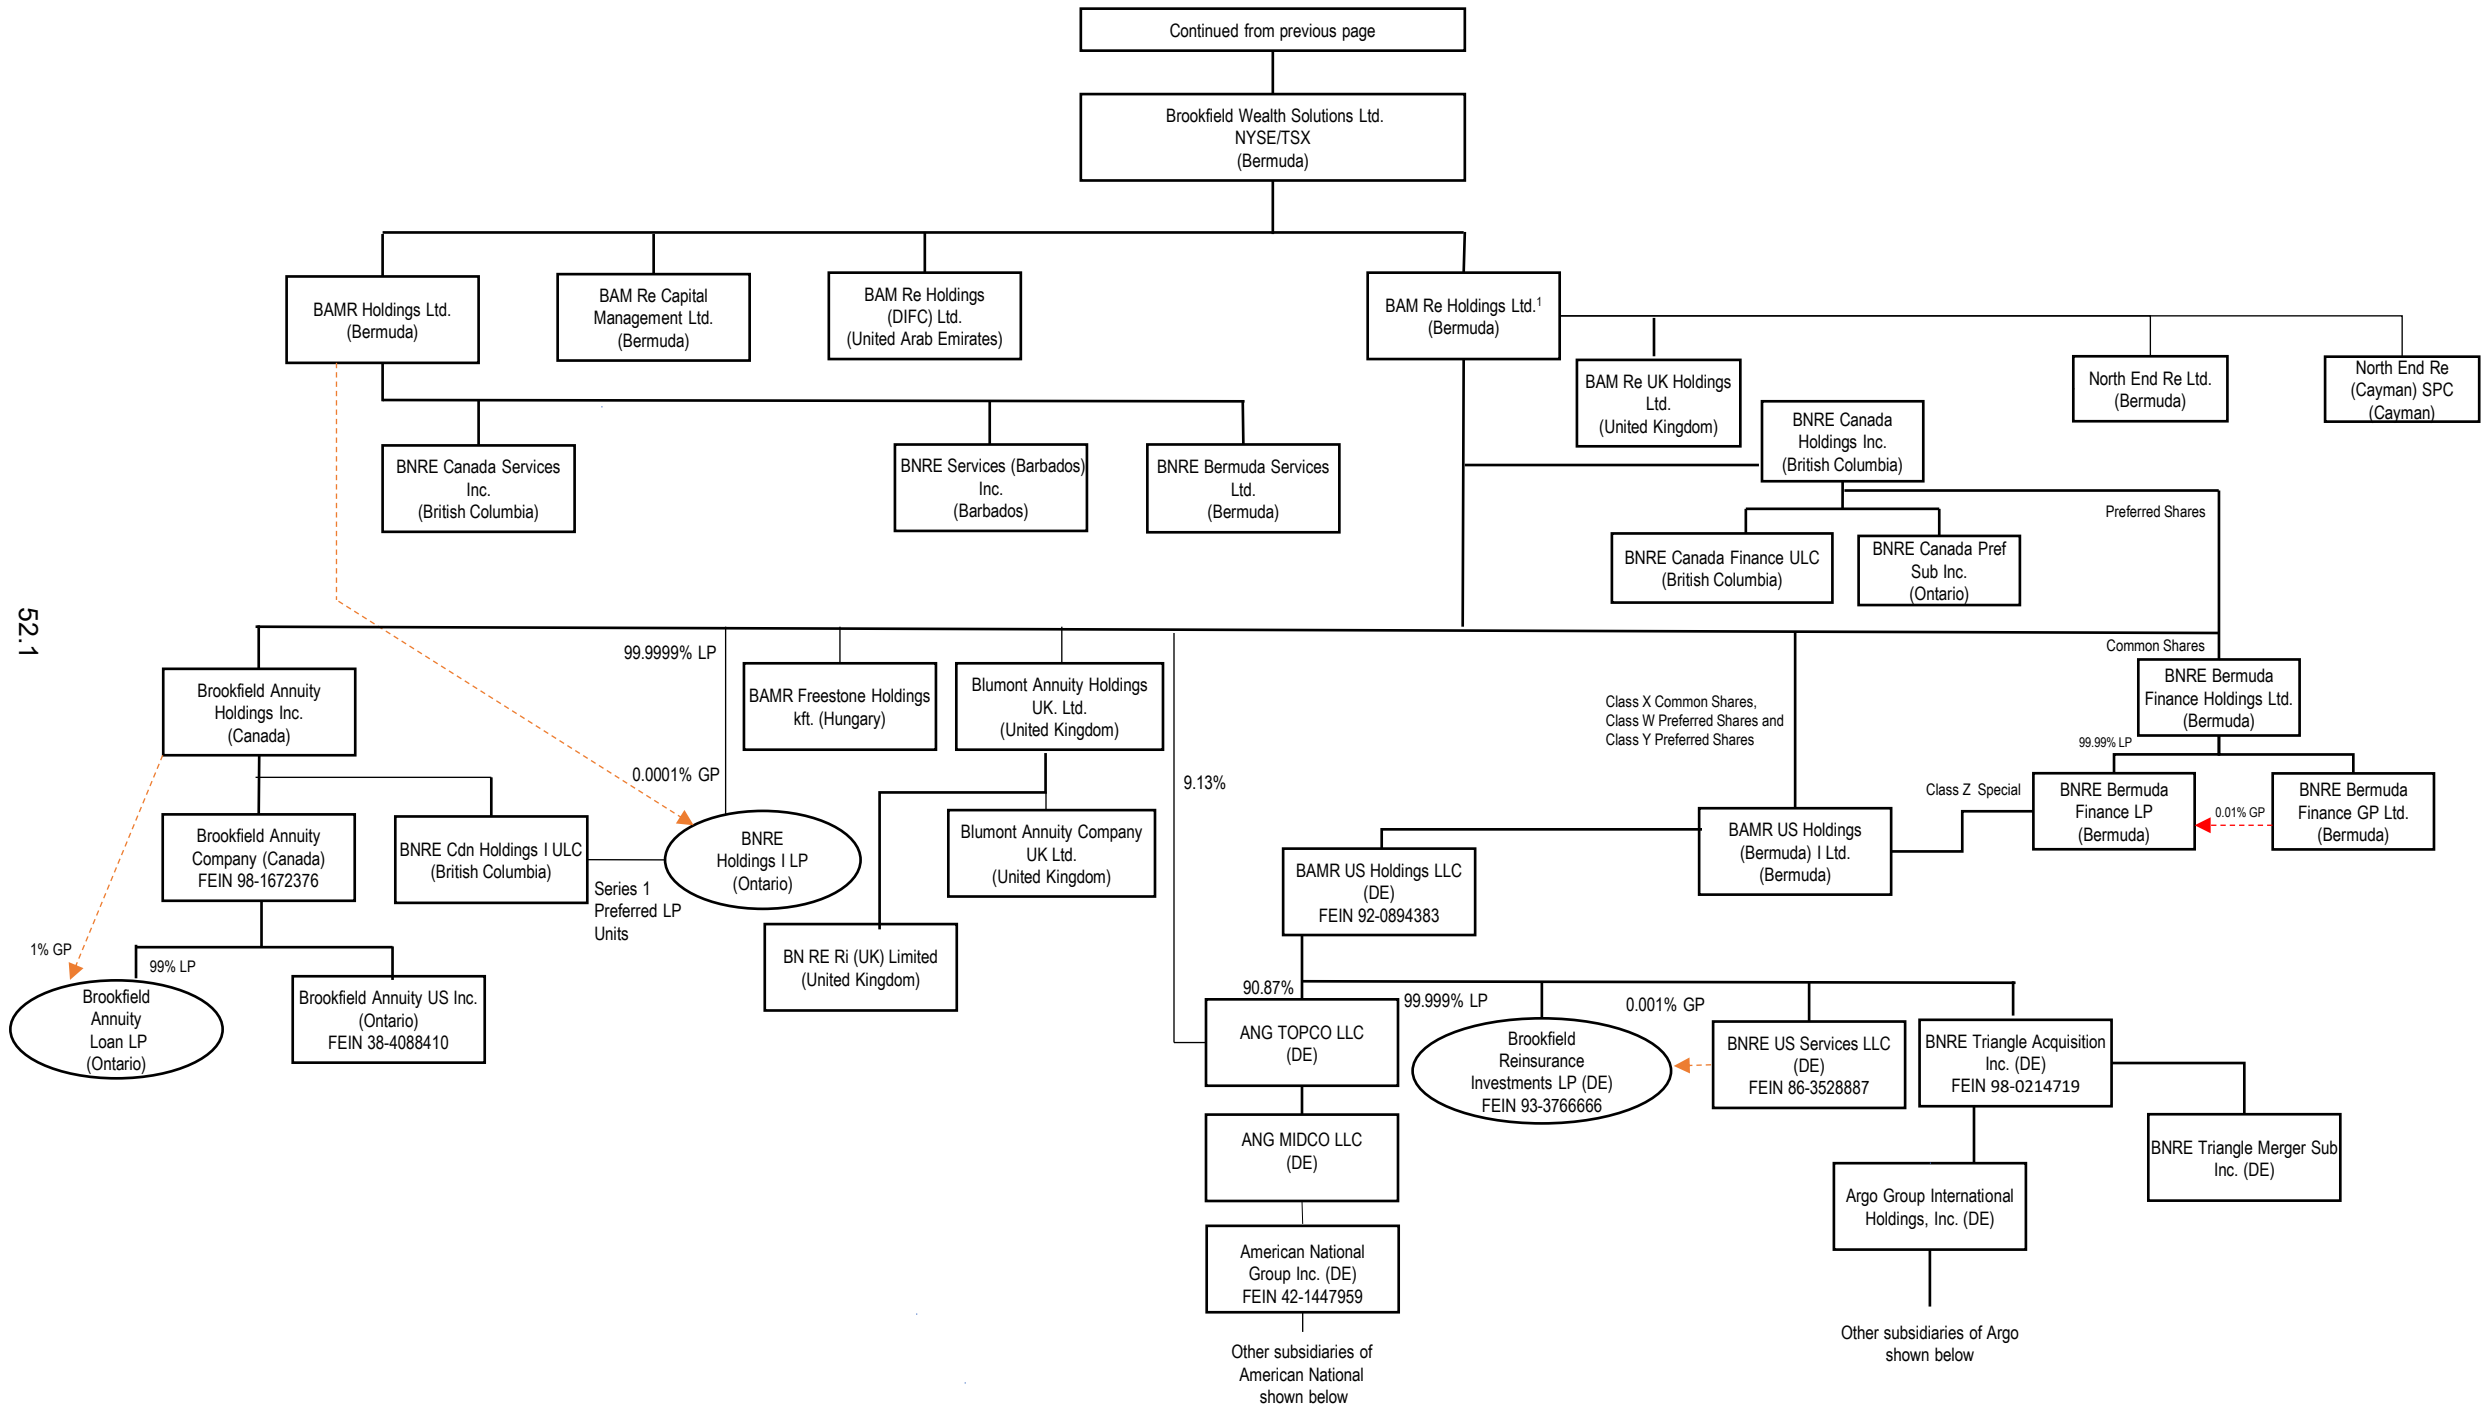 Continued from previous page
Brookfield Wealth Solutions Ltd.
NYSE/TSX
(Bermuda)
BAMR Holdings Ltd.
(Bermuda)
BAM Re Capital
Management Ltd.
(Bermuda)
BAM Re Holdings
(DIFC) Ltd.
(United Arab Emirates)
BAM Re Holdings Ltd.¹
(Bermuda)
BAM Re UK Holdings
Ltd.
(United Kingdom)
North End Re Ltd.
(Bermuda)
North End Re
(Cayman) SPC
(Cayman)
BNRE Canada
Holdings Inc.
(British Columbia)
BNRE Canada Services
Inc.
(British Columbia)
BNRE Services (Barbados)
Inc.
(Barbados)
BNRE Bermuda Services
Ltd.
(Bermuda)
Preferred Shares
BNRE Canada Finance ULC
(British Columbia)
BNRE Canada Pref
Sub Inc.
(Ontario)
52.1
99.9999% LP
Common Shares
Brookfield Annuity
Holdings Inc.
(Canada)
BAMR Freestone Holdings
kft. (Hungary)
Blumont Annuity Holdings
UK. Ltd.
(United Kingdom)
Class X Common Shares,
Class W Preferred Shares and
Class Y Preferred Shares
BNRE Bermuda
Finance Holdings Ltd.
(Bermuda)
99.99% LP
0.0001% GP
9.13%
Class Z Special
BNRE Bermuda
Finance LP
(Bermuda)
0.01% GP
BNRE Bermuda
Finance GP Ltd.
(Bermuda)
Brookfield Annuity
Company (Canada)
FEIN 98-1672376
BNRE Cdn Holdings I ULC
(British Columbia)
Series 1
Preferred LP
Units
BNRE
Holdings I LP
(Ontario)
Blumont Annuity Company
UK Ltd.
(United Kingdom)
BAMR US Holdings
(Bermuda) I Ltd.
(Bermuda)
BAMR US Holdings LLC
(DE)
FEIN 92-0894383
1% GP
99% LP
BN RE Ri (UK) Limited
(United Kingdom)
Brookfield
Annuity
Loan LP
(Ontario)
Brookfield Annuity US Inc.
(Ontario)
FEIN 38-4088410
90.87%
99.999% LP
0.001% GP
ANG TOPCO LLC
(DE)
Brookfield
Reinsurance
Investments LP (DE)
FEIN 93-3766666
BNRE US Services LLC
(DE)
FEIN 86-3528887
BNRE Triangle Acquisition
Inc. (DE)
FEIN 98-0214719
ANG MIDCO LLC
(DE)
BNRE Triangle Merger Sub
Inc. (DE)
Argo Group International
Holdings, Inc. (DE)
American National
Group Inc. (DE)
FEIN 42-1447959
Other subsidiaries of Argo
shown below
Other subsidiaries of
American National
shown below